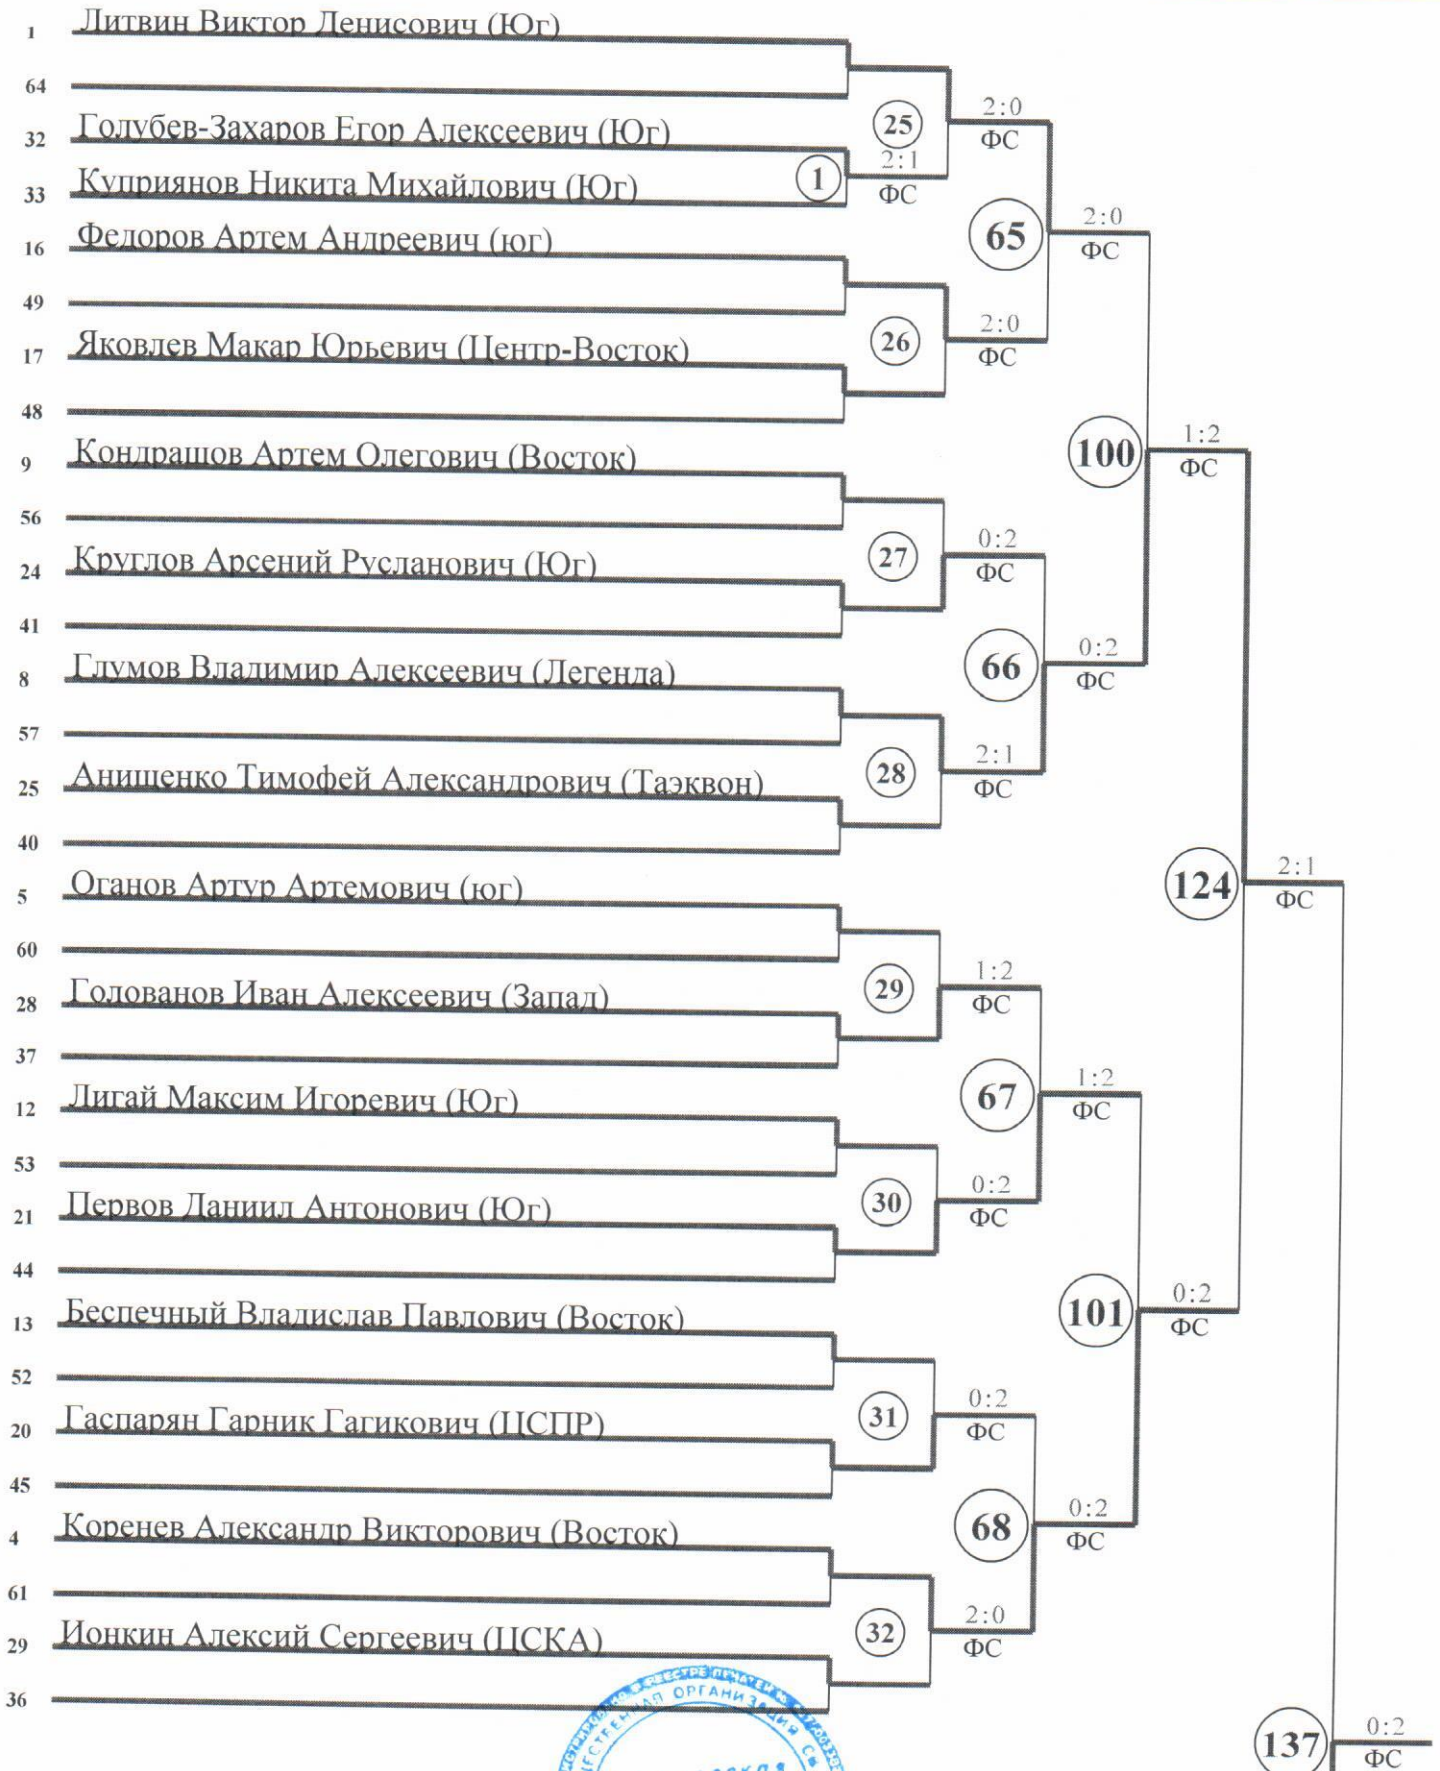 1 Литвин Виктор Денисович (Юг)
64
25 2:0
ФС
32 Голубев-Захаров Егор Алексеевич (Юг)
1 2:1
ФС
33 Куприянов Никита Михайлович (Юг)
65 2:0
ФС
16 Федоров Артем Андреевич (юг)
49
26 2:0
ФС
17 Яковлев Макар Юрьевич (Центр-Восток)
48
100 1:2
ФС
9 Кондрашов Артем Олегович (Восток)
56
27 0:2
ФС
24 Круглов Арсений Русланович (Юг)
41
66 0:2
ФС
8 Глумов Владимир Алексеевич (Легенда)
57
28 2:1
ФС
25 Анищенко Тимофей Александрович (Таэквон)
40
124 2:1
ФС
5 Оганов Артур Артемович (юг)
60
29 1:2
ФС
28 Голованов Иван Алексеевич (Запад)
37
67 1:2
ФС
12 Лигай Максим Игоревич (Юг)
53
30 0:2
ФС
21 Первов Даниил Антонович (Юг)
44
101 0:2
ФС
13 Беспечный Владислав Павлович (Восток)
52
31 0:2
ФС
20 Гаспарян Гарник Гагикович (ЦСПР)
45
68 0:2
ФС
4 Коренев Александр Викторович (Восток)
61
32 2:0
ФС
29 Ионкин Алексий Сергеевич (ЦСКА)
36
ОРГАНИЗАЦИЯ
137 0:2
ФС